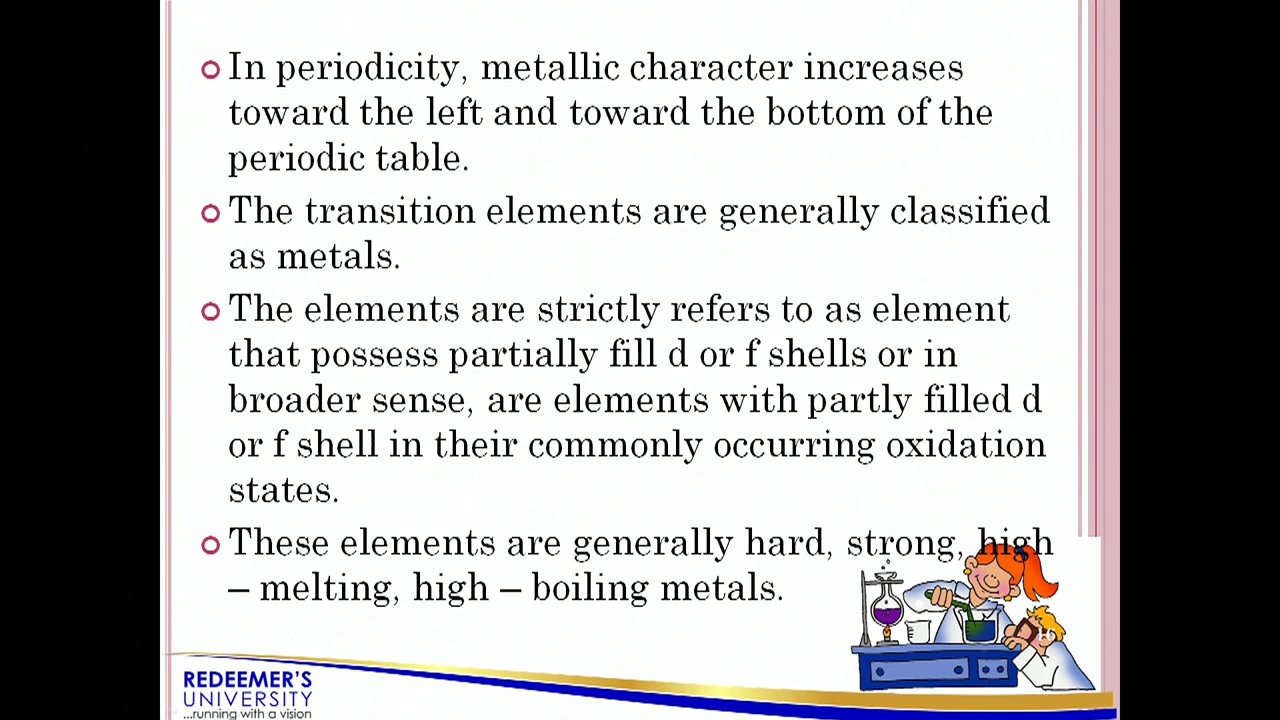 In periodicity, metallic character increases
toward the left and toward the bottom of the
periodic table.
The transition elements are generally classified
as metals.
The elements are strictly refers to as element
that possess partially fill d or f shells or in
broader sense, are elements with partly filled d
or f shell in their commonly occurring oxidation
states.
These elements are generally hard, strong, high
– melting, high – boiling metals.
16
REDEEMER'S
UNIVERSITY
...running with a vision